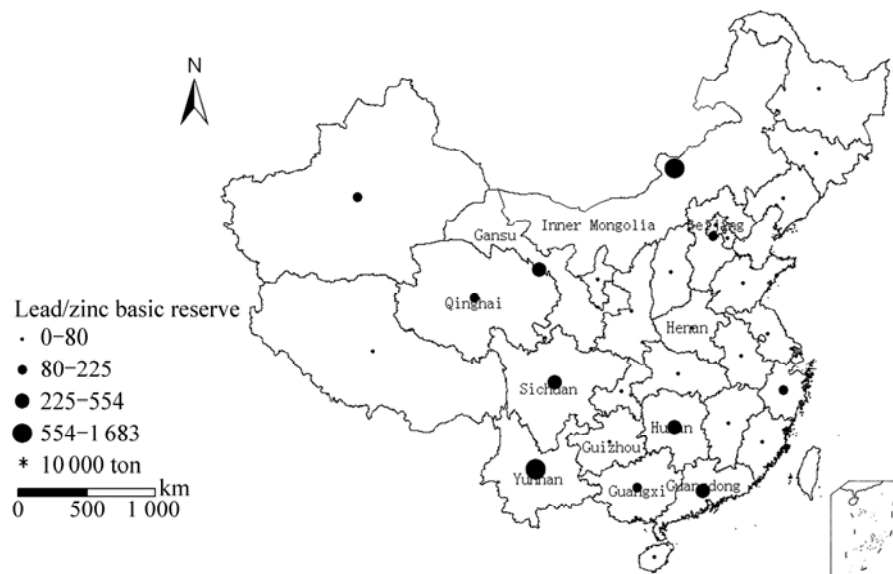 N
Beijing
Inner Mongolia
Gansu
Qinghai
Henan
Sichuan
Hunan
Guizhou
Yunnan
Guangxi
Guangdong
Lead/zinc basic reserve
0−80
80−225
225−554
554−1 683
* 10 000 ton
km
0 500 1 000